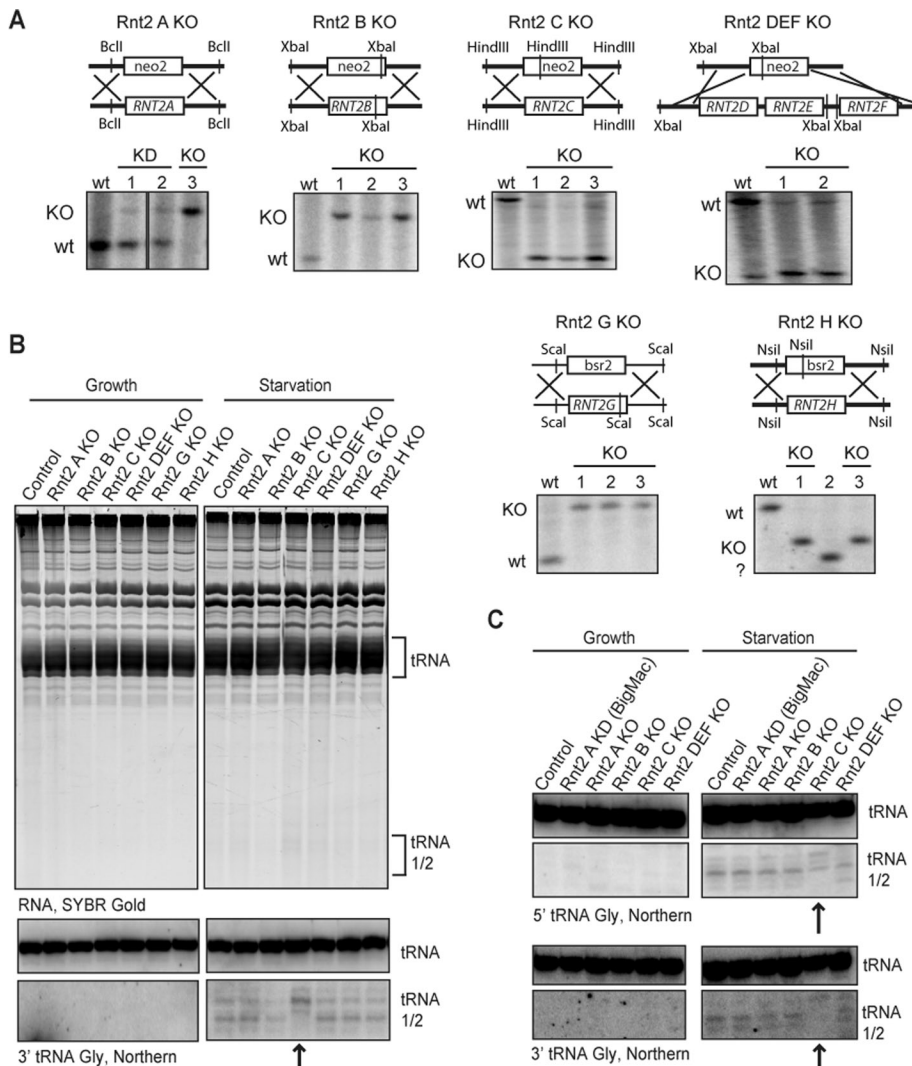 A
Rnt2 A KO
BclI
BclI
neo2
RNT2A
BclI
BclI
KD
KO
wt
1
2
3
KO
wt
Rnt2 B KO
XbaI
XbaI
XbaI
neo2
RNT2B
XbaI
XbaI
XbaI
KO
wt
1
2
3
KO
wt
Rnt2 C KO
HindIII
HindIII
HindIII
neo2
RNT2C
HindIII
HindIII
KO
wt
1
2
3
wt
KO
Rnt2 DEF KO
XbaI
XbaI
neo2
RNT2D
RNT2E
RNT2F
XbaI
XbaI
XbaI
XbaI
KO
wt
1
2
wt
KO
Rnt2 G KO
ScaI
ScaI
bsr2
RNT2G
ScaI
ScaI
ScaI
KO
wt
1
2
3
KO
wt
Rnt2 H KO
NsiI
NsiI
NsiI
bsr2
RNT2H
NsiI
NsiI
KO
KO
wt
1
2
3
wt
KO
?
B
Growth
Starvation
Control
Rnt2 A KO
Rnt2 B KO
Rnt2 C KO
Rnt2 DEF KO
Rnt2 G KO
Rnt2 H KO
Control
Rnt2 A KO
Rnt2 B KO
Rnt2 C KO
Rnt2 DEF KO
Rnt2 G KO
Rnt2 H KO
tRNA
tRNA
1/2
RNA, SYBR Gold
tRNA
tRNA
1/2
3' tRNA Gly, Northern
C
Growth
Starvation
Control
Rnt2 A KD (BigMac)
Rnt2 A KO
Rnt2 B KO
Rnt2 C KO
Rnt2 DEF KO
Control
Rnt2 A KD (BigMac)
Rnt2 A KO
Rnt2 B KO
Rnt2 C KO
Rnt2 DEF KO
tRNA
tRNA
1/2
5' tRNA Gly, Northern
tRNA
tRNA
1/2
3' tRNA Gly, Northern